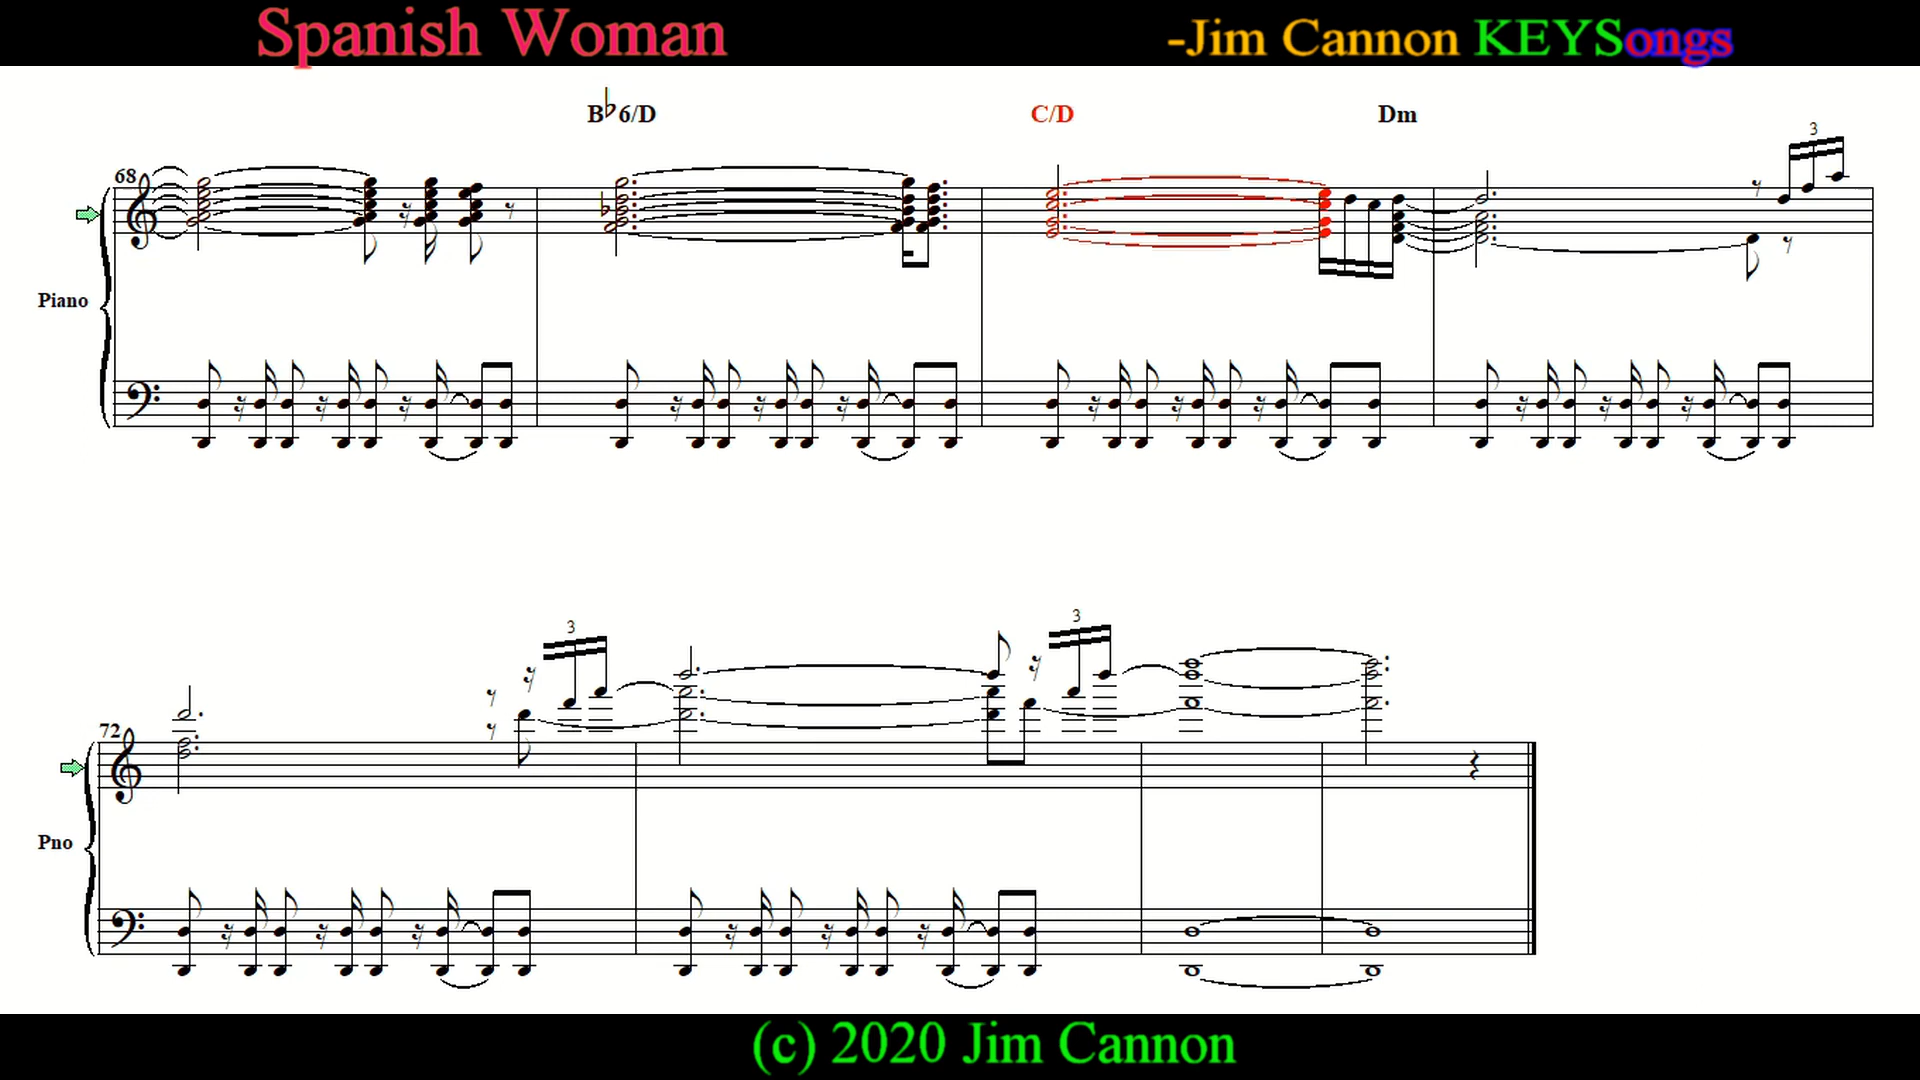 Spanish Woman
-Jim Cannon KEYSongs
B♭6/D C/D Dm
68
3
Piano
3 3
72
Pno
(c) 2020 Jim Cannon